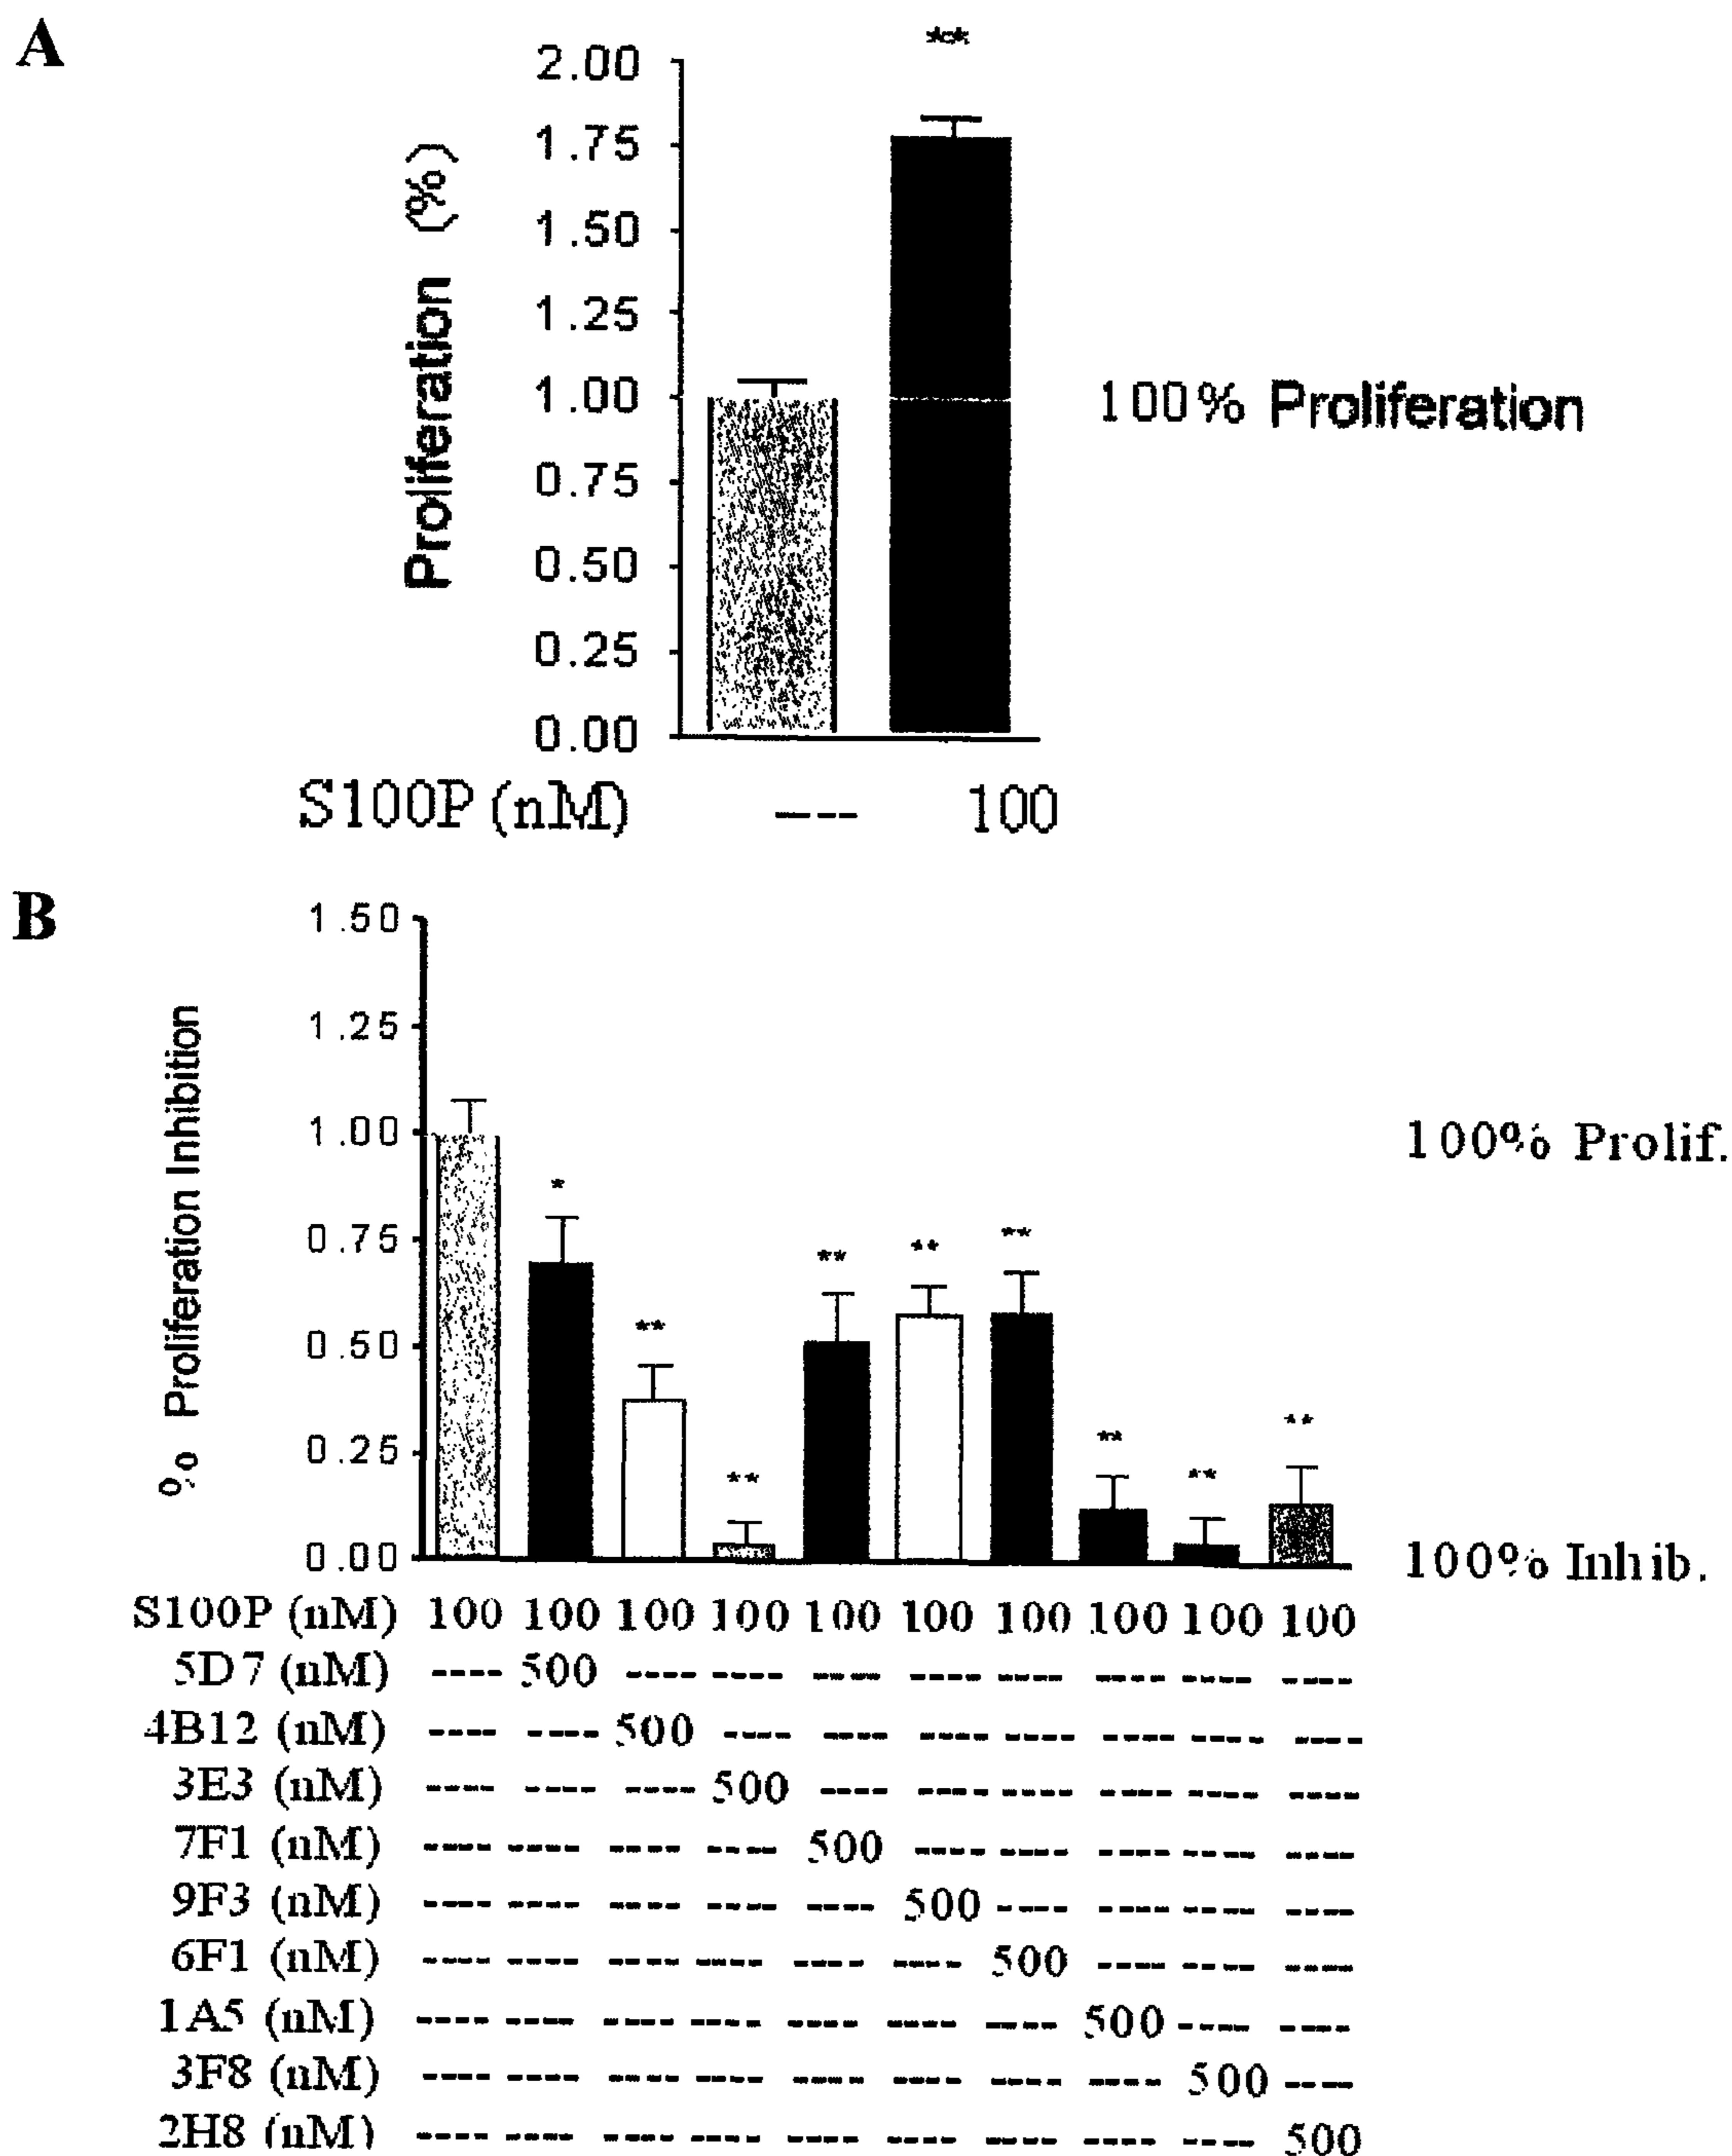 A
**
2.00
1.75
1.50
1.25
1.00
0.75
0.50
0.25
0.00
Proliferation (%)
100% Proliferation
S100P (nM) --- 100
B
1.50
1.25
1.00
0.75
0.50
0.25
0.00
% Proliferation Inhibition
* ** ** ** ** ** ** ** **
100% Prolif.
100% Inhib.
S100P (nM) 100 100 100 100 100 100 100 100 100 100
5D7 (nM) ---- 500 ---- ---- ---- ---- ---- ---- ---- ----
4B12 (nM) ---- ---- 500 ---- ---- ---- ---- ---- ---- ----
3E3 (nM) ---- ---- ---- 500 ---- ---- ---- ---- ---- ----
7F1 (nM) ---- ---- ---- ---- 500 ---- ---- ---- ---- ----
9F3 (nM) ---- ---- ---- ---- ---- 500 ---- ---- ---- ----
6F1 (nM) ---- ---- ---- ---- ---- ---- 500 ---- ---- ----
1A5 (nM) ---- ---- ---- ---- ---- ---- ---- 500 ---- ----
3F8 (nM) ---- ---- ---- ---- ---- ---- ---- ---- 500 ----
2H8 (nM) ---- ---- ---- ---- ---- ---- ---- ---- ---- 500